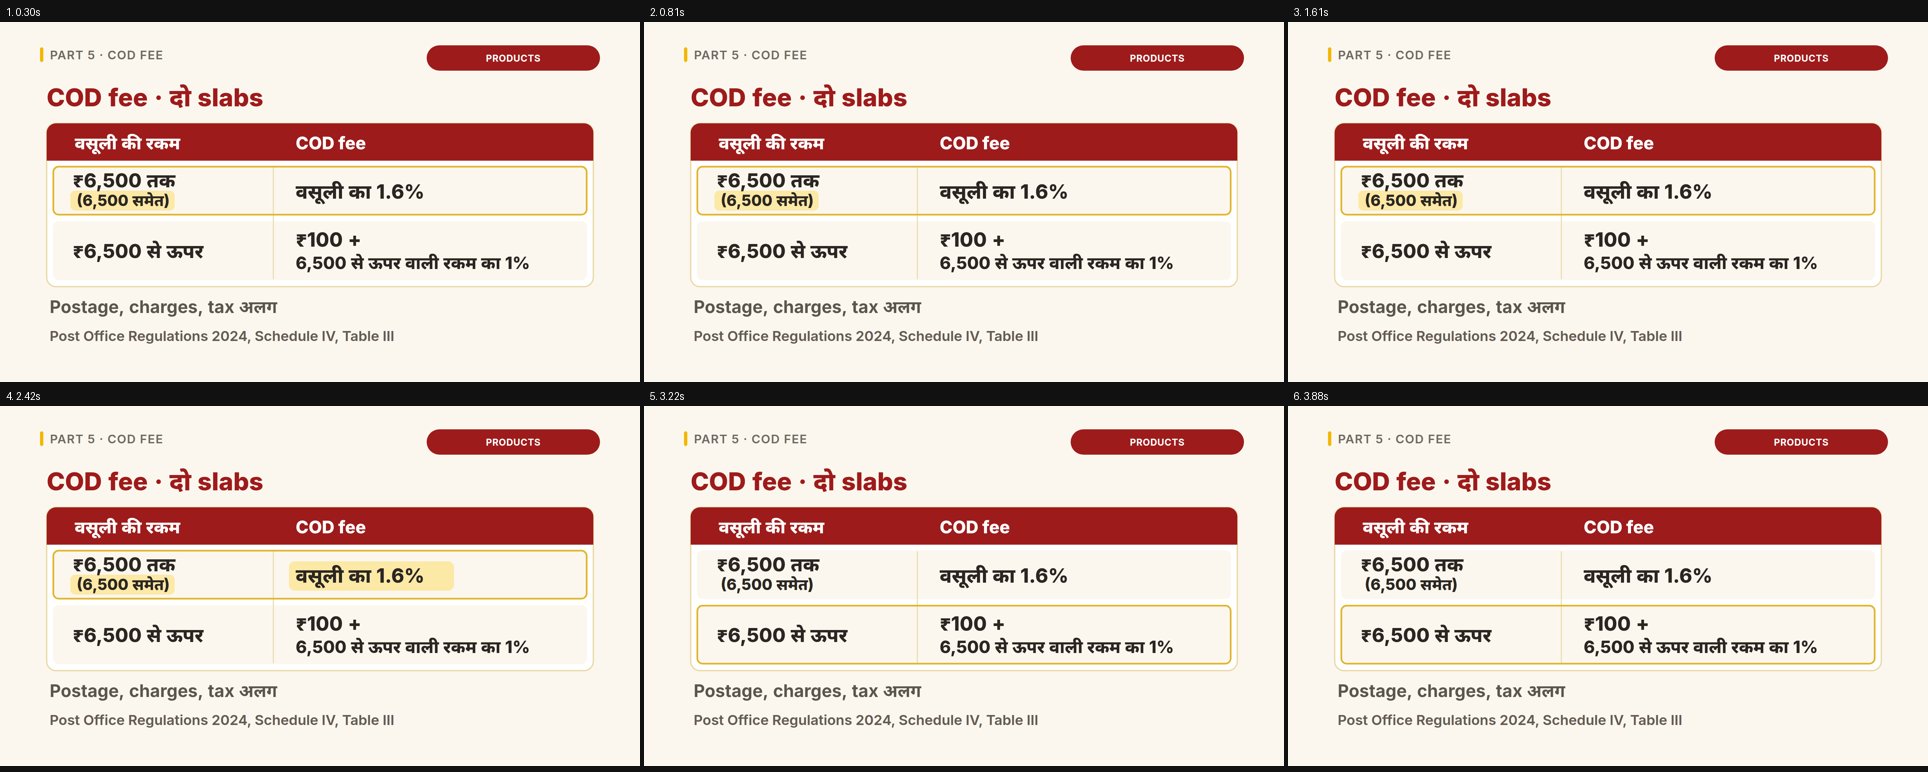 1. 0.30s
PART 5 · COD FEE
PRODUCTS
COD fee · दो slabs
वसूली की रकम COD fee
₹6,500 तक
(6,500 समेत)
वसूली का 1.6%
₹6,500 से ऊपर
₹100 +
6,500 से ऊपर वाली रकम का 1%
Postage, charges, tax अलग
Post Office Regulations 2024, Schedule IV, Table III
2. 0.81s
PART 5 · COD FEE
PRODUCTS
COD fee · दो slabs
वसूली की रकम COD fee
₹6,500 तक
(6,500 समेत)
वसूली का 1.6%
₹6,500 से ऊपर
₹100 +
6,500 से ऊपर वाली रकम का 1%
Postage, charges, tax अलग
Post Office Regulations 2024, Schedule IV, Table III
3. 1.61s
PART 5 · COD FEE
PRODUCTS
COD fee · दो slabs
वसूली की रकम COD fee
₹6,500 तक
(6,500 समेत)
वसूली का 1.6%
₹6,500 से ऊपर
₹100 +
6,500 से ऊपर वाली रकम का 1%
Postage, charges, tax अलग
Post Office Regulations 2024, Schedule IV, Table III
4. 2.42s
PART 5 · COD FEE
PRODUCTS
COD fee · दो slabs
वसूली की रकम COD fee
₹6,500 तक
(6,500 समेत)
वसूली का 1.6%
₹6,500 से ऊपर
₹100 +
6,500 से ऊपर वाली रकम का 1%
Postage, charges, tax अलग
Post Office Regulations 2024, Schedule IV, Table III
5. 3.22s
PART 5 · COD FEE
PRODUCTS
COD fee · दो slabs
वसूली की रकम COD fee
₹6,500 तक
(6,500 समेत)
वसूली का 1.6%
₹6,500 से ऊपर
₹100 +
6,500 से ऊपर वाली रकम का 1%
Postage, charges, tax अलग
Post Office Regulations 2024, Schedule IV, Table III
6. 3.88s
PART 5 · COD FEE
PRODUCTS
COD fee · दो slabs
वसूली की रकम COD fee
₹6,500 तक
(6,500 समेत)
वसूली का 1.6%
₹6,500 से ऊपर
₹100 +
6,500 से ऊपर वाली रकम का 1%
Postage, charges, tax अलग
Post Office Regulations 2024, Schedule IV, Table III